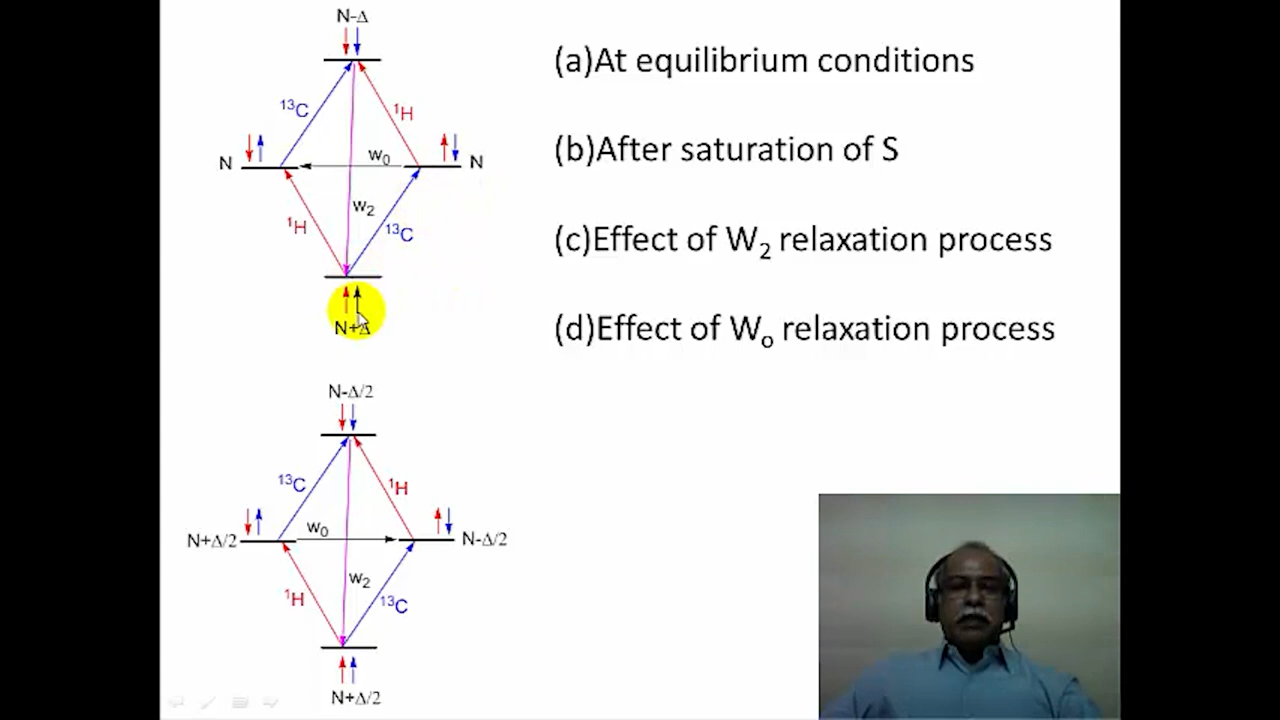 N-Δ
¹³C
¹H
N
w₀
N
w₂
¹H
¹³C
N+Δ
(a)At equilibrium conditions
(b)After saturation of S
(c)Effect of W₂ relaxation process
(d)Effect of Wₒ relaxation process
N-Δ/2
¹³C
¹H
N+Δ/2
w₀
N-Δ/2
w₂
¹H
¹³C
N+Δ/2